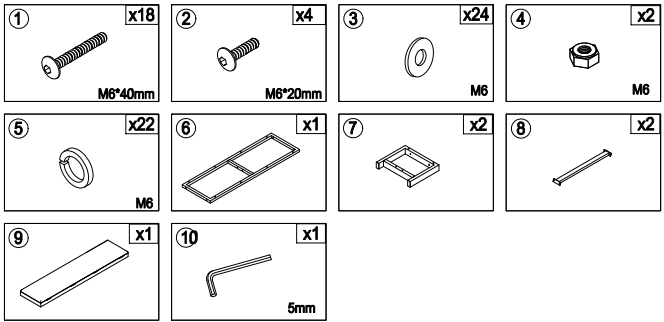 ① x18
M6*40mm
② x4
M6*20mm
③ x24
M6
④ x2
M6
⑤ x22
M6
⑥ x1
⑦ x2
⑧ x2
⑨ x1
⑩ x1
5mm